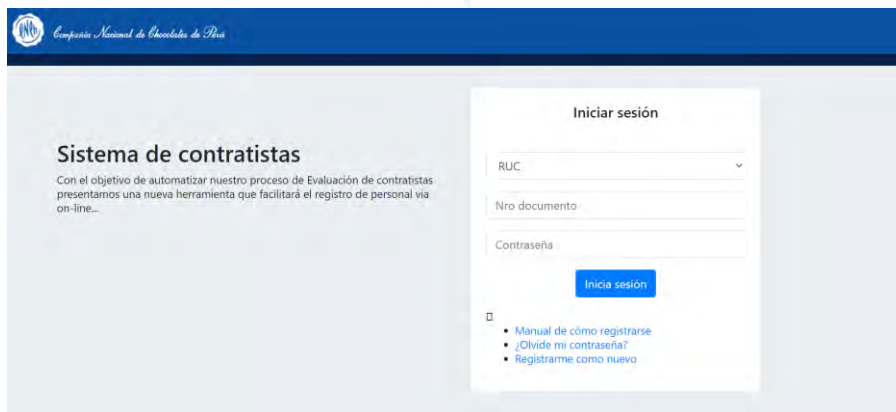 Compañía Nacional de Chocolates de Perú
Sistema de contratistas
Con el objetivo de automatizar nuestro proceso de Evaluación de contratistas
presentamos una nueva herramienta que facilitará el registro de personal via
on-line...
Iniciar sesión
RUC
Nro documento
Contraseña
Inicia sesión
Manual de cómo registrarse
¿Olvide mi contraseña?
Registrarme como nuevo